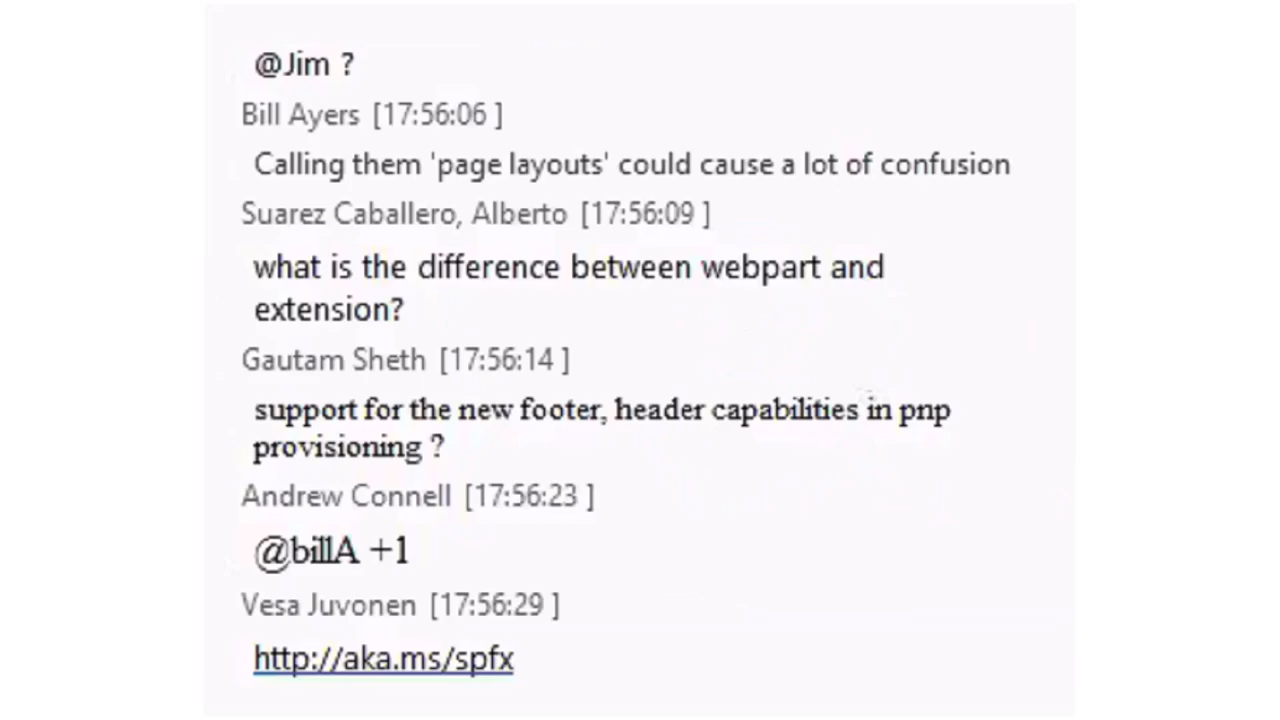 @Jim ?
Bill Ayers [17:56:06 ]
Calling them 'page layouts' could cause a lot of confusion
Suarez Caballero, Alberto [17:56:09 ]
what is the difference between webpart and
extension?
Gautam Sheth [17:56:14 ]
support for the new footer, header capabilities in pnp
provisioning ?
Andrew Connell [17:56:23 ]
@billA +1
Vesa Juvonen [17:56:29 ]
http://aka.ms/spfx